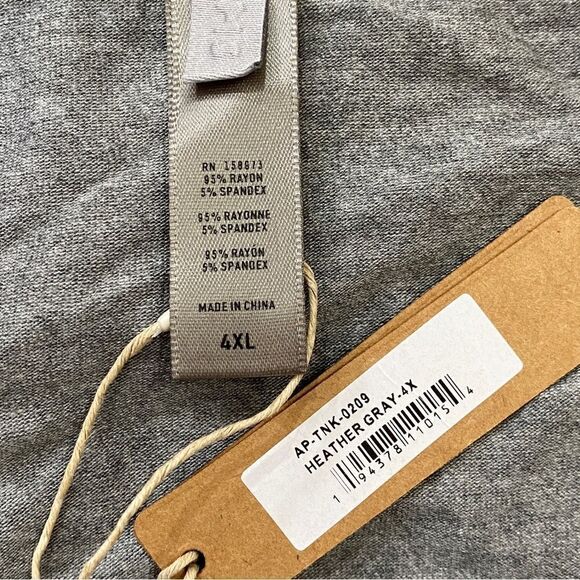 RN 158973
95% RAYON
5% SPANDEX
95% RAYONNE
5% SPANDEX
95% RAYÓN
5% SPANDEX
MADE IN CHINA
4XL
AP-TNK-0209
HEATHER GRAY-4X
1 94378 11015 4